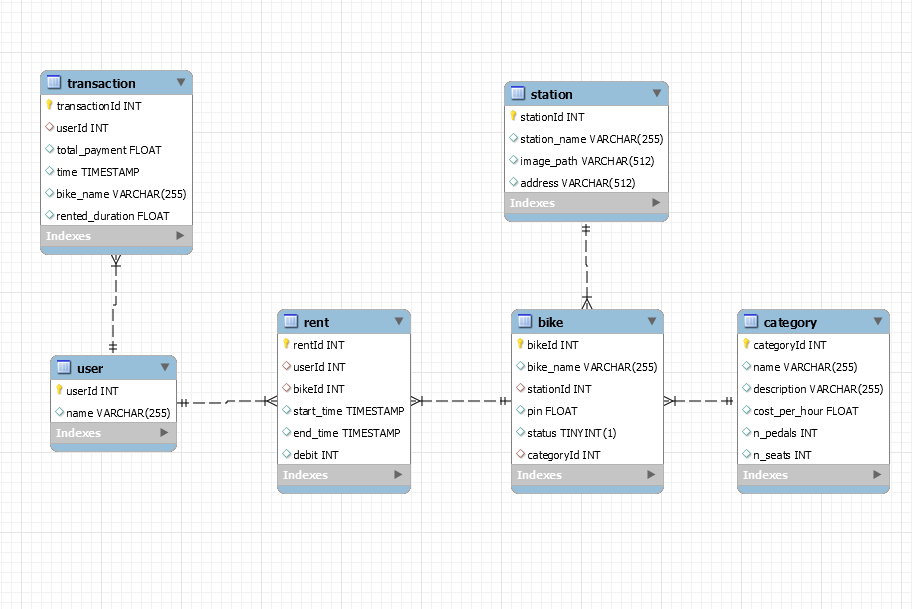 transaction
transactionId INT
userId INT
total_payment FLOAT
time TIMESTAMP
bike_name VARCHAR(255)
rented_duration FLOAT
Indexes
station
stationId INT
station_name VARCHAR(255)
image_path VARCHAR(512)
address VARCHAR(512)
Indexes
user
userId INT
name VARCHAR(255)
Indexes
rent
rentId INT
userId INT
bikeId INT
start_time TIMESTAMP
end_time TIMESTAMP
debit INT
Indexes
bike
bikeId INT
bike_name VARCHAR(255)
stationId INT
pin FLOAT
status TINYINT(1)
categoryId INT
Indexes
category
categoryId INT
name VARCHAR(255)
description VARCHAR(255)
cost_per_hour FLOAT
n_pedals INT
n_seats INT
Indexes